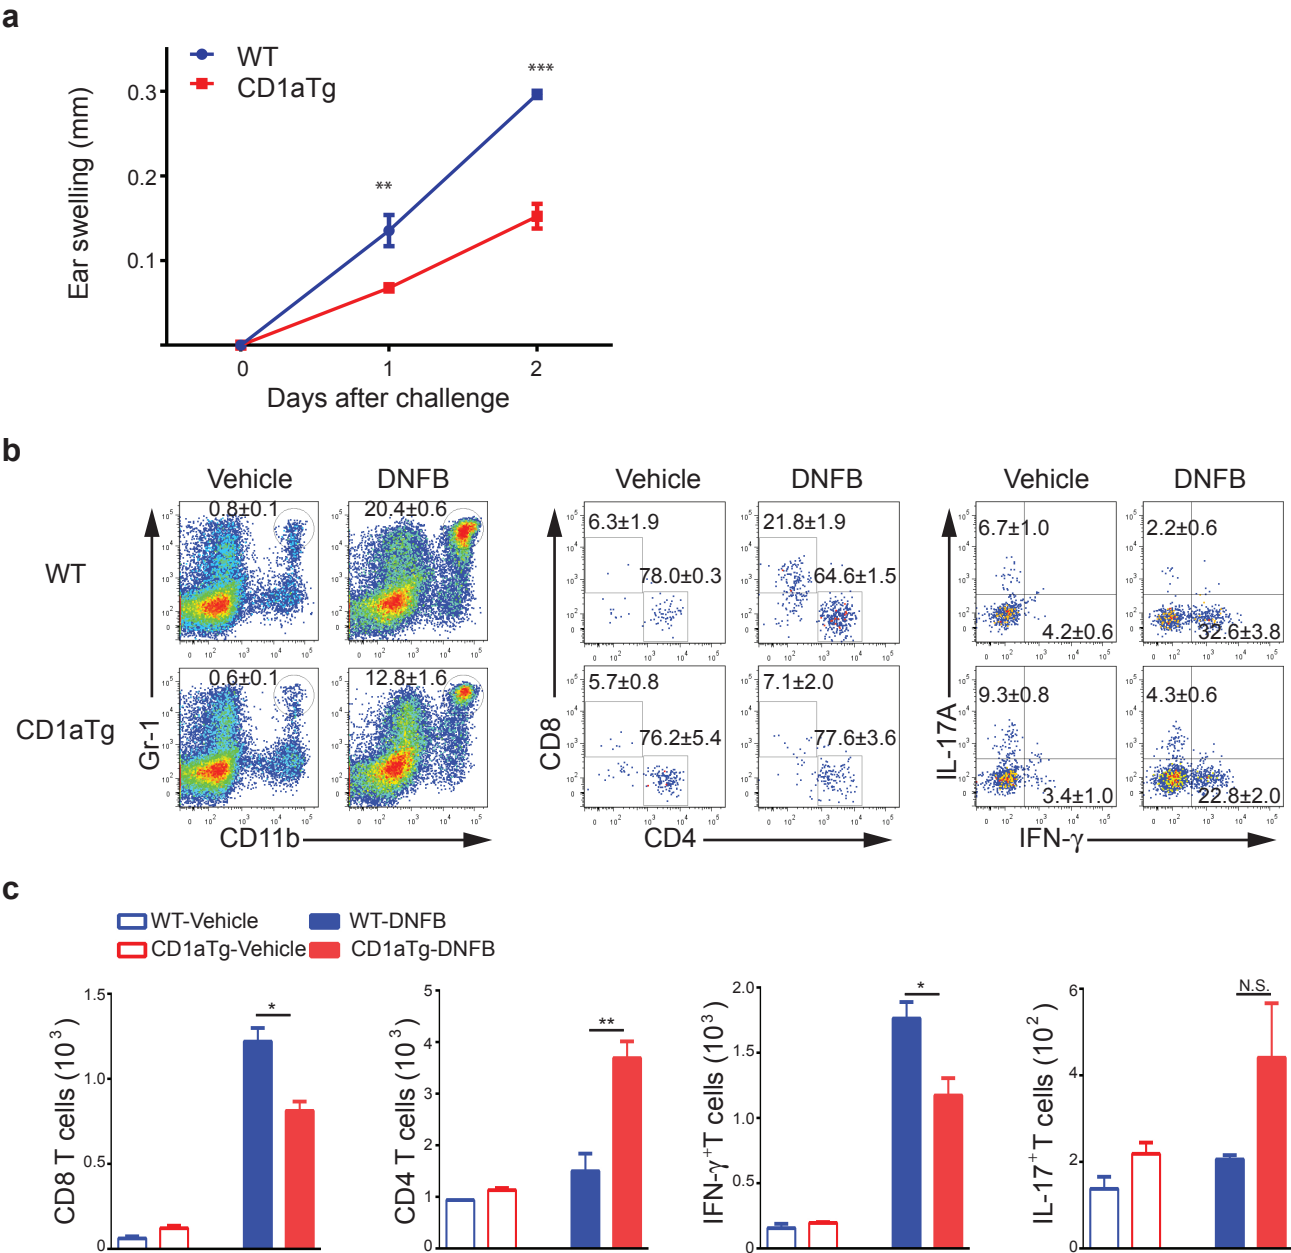 a
WT
CD1aTg
Ear swelling (mm)
0.3
0.2
0.1
**
***
0 1 2
Days after challenge
b
Vehicle DNFB Vehicle DNFB Vehicle DNFB
WT
0.8±0.1 20.4±0.6 6.3±1.9 78.0±0.3 21.8±1.9 64.6±1.5 6.7±1.0 4.2±0.6 2.2±0.6 32.6±3.8
CD1aTg
0.6±0.1 12.8±1.6 5.7±0.8 76.2±5.4 7.1±2.0 77.6±3.6 9.3±0.8 3.4±1.0 4.3±0.6 22.8±2.0
Gr-1
CD8
IL-17A
CD11b CD4 IFN-γ
c
WT-Vehicle WT-DNFB
CD1aTg-Vehicle CD1aTg-DNFB
CD8 T cells (10³)
1.5
1.0
0.5
0
*
CD4 T cells (10³)
5
4
3
2
1
0
**
IFN-γ⁺T cells (10³)
2.0
1.5
1.0
0.5
0
*
IL-17⁺T cells (10²)
6
4
2
0
N.S.